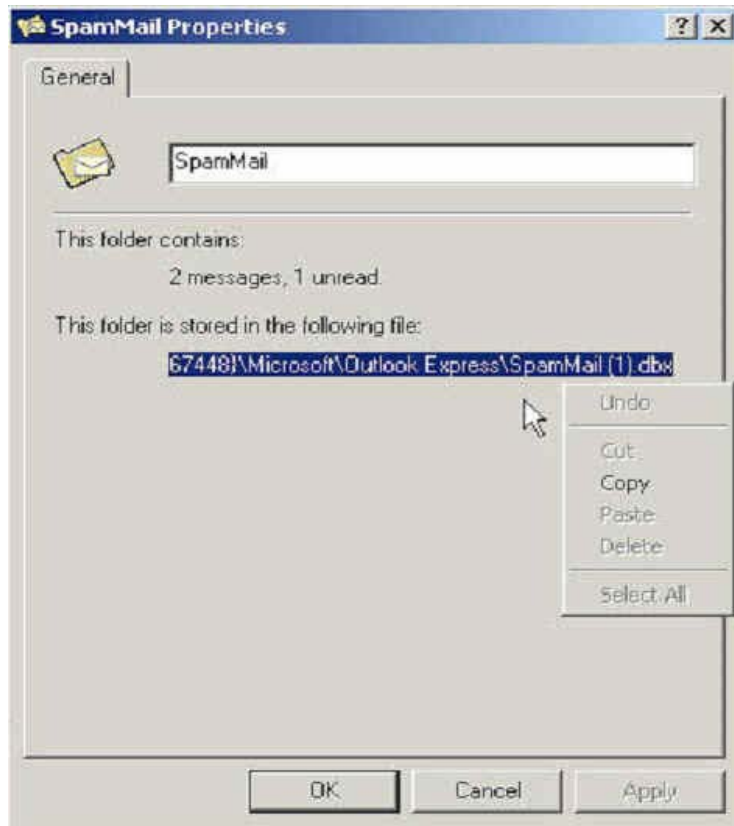 SpamMail Properties
General
SpamMail
This folder contains:
2 messages, 1 unread
This folder is stored in the following file:
67448}\Microsoft\Outlook Express\SpamMail (1).dbx
Undo
Cut
Copy
Paste
Delete
Select All
OK
Cancel
Apply